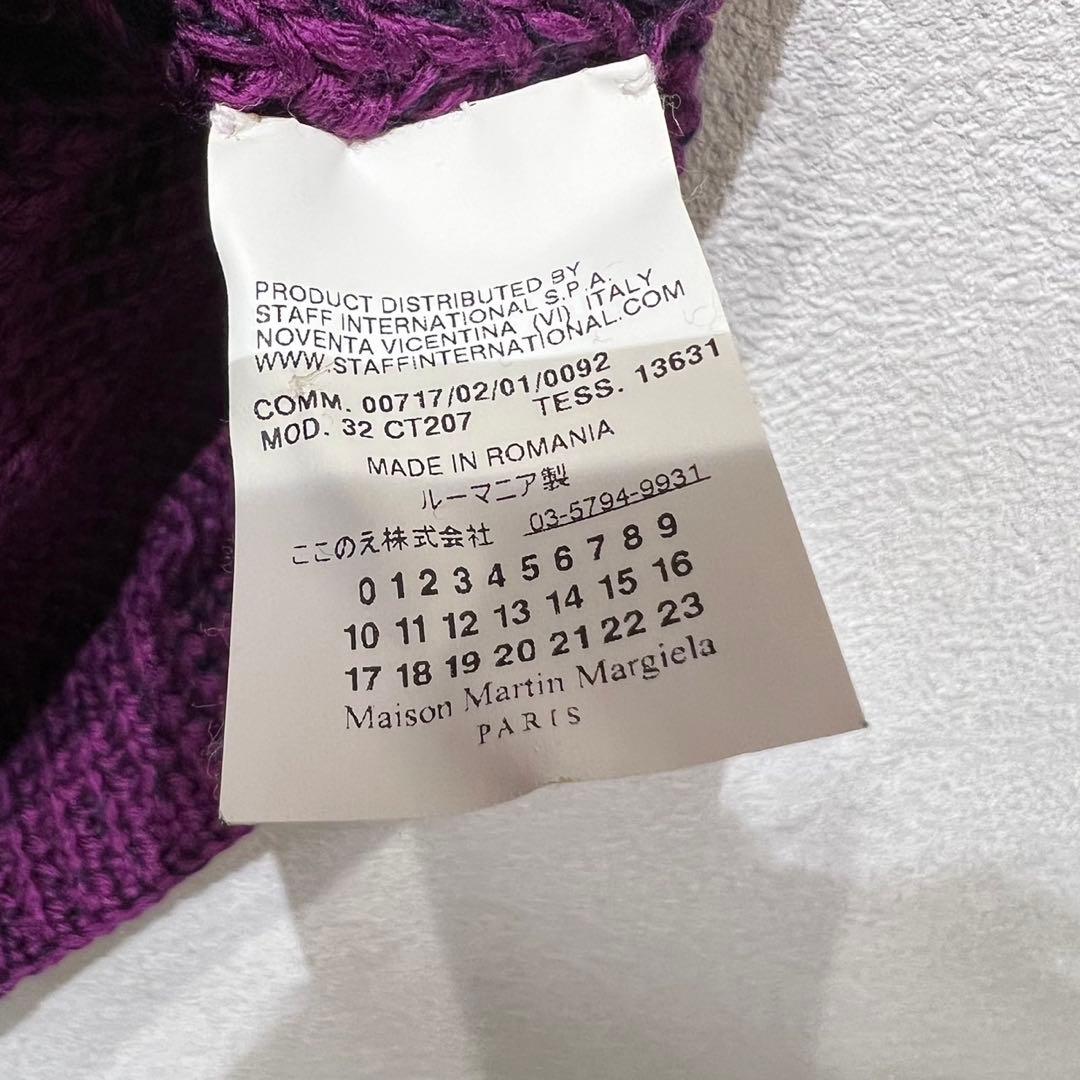 PRODUCT DISTRIBUTED BY
STAFF INTERNATIONAL S.P.A.
NOVENTA VICENTINA (VI) ITALY
WWW.STAFFINTERNATIONAL.COM
COMM. 00717/02/01/0092
MOD. 32 CT207 TESS. 13631
MADE IN ROMANIA
ルーマニア製
ここのえ株式会社 03-5794-9931
0 1 2 3 4 5 6 7 8 9
10 11 12 13 14 15 16
17 18 19 20 21 22 23
Maison Martin Margiela
PARIS